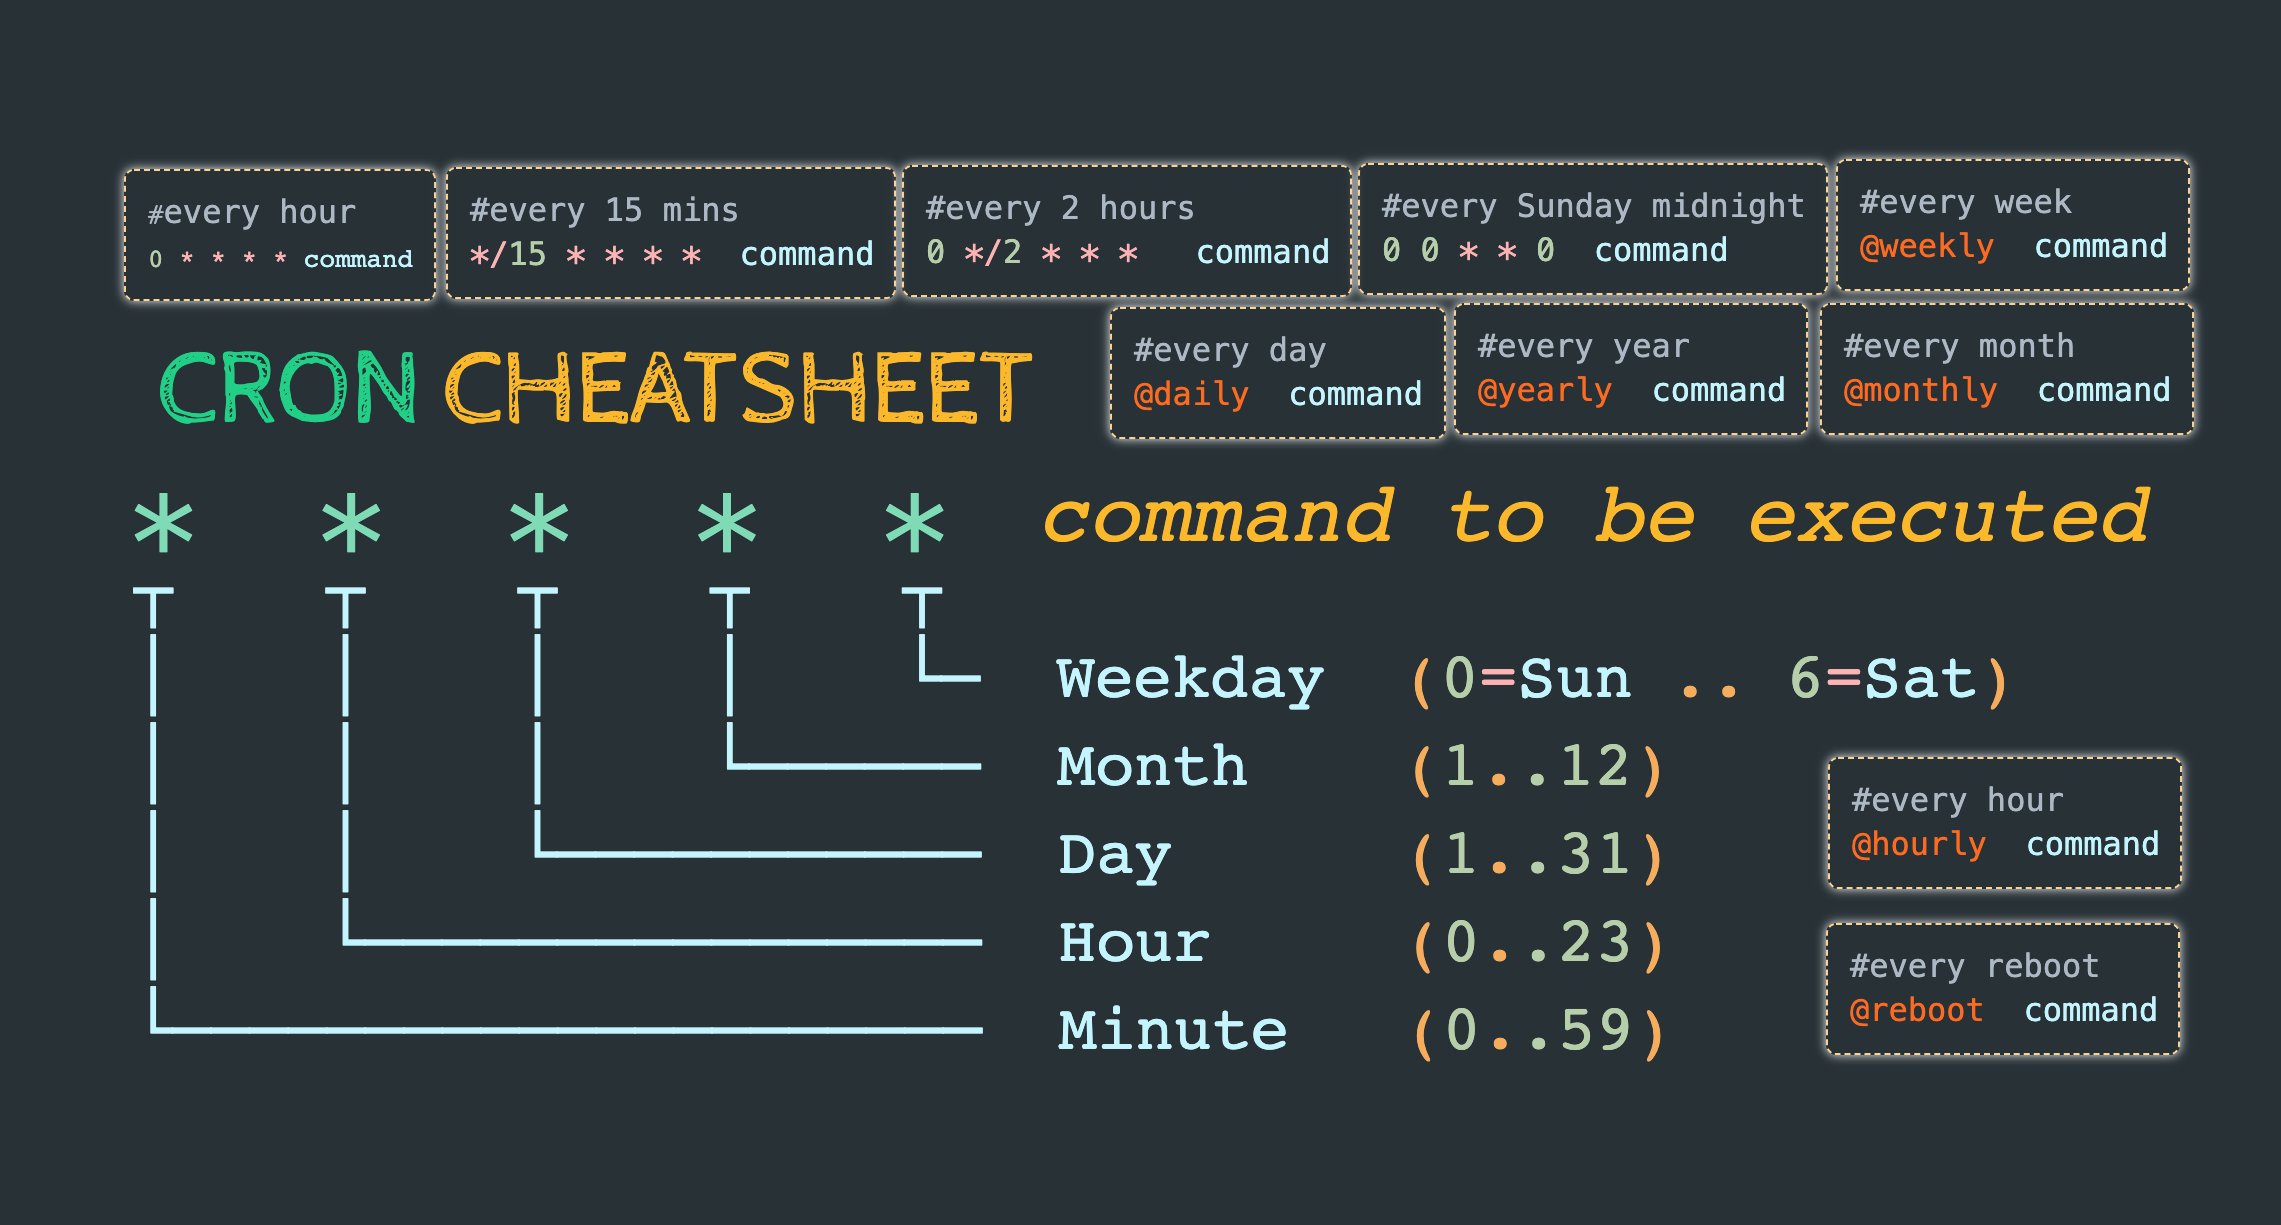 #every hour
0 * * * * command
#every 15 mins
*/15 * * * * command
#every 2 hours
0 */2 * * * command
#every Sunday midnight
0 0 * * 0 command
#every week
@weekly command
CRON CHEATSHEET
#every day
@daily command
#every year
@yearly command
#every month
@monthly command
* * * * * command to be executed
Weekday (0=Sun .. 6=Sat)
Month (1..12)
Day (1..31)
Hour (0..23)
Minute (0..59)
#every hour
@hourly command
#every reboot
@reboot command